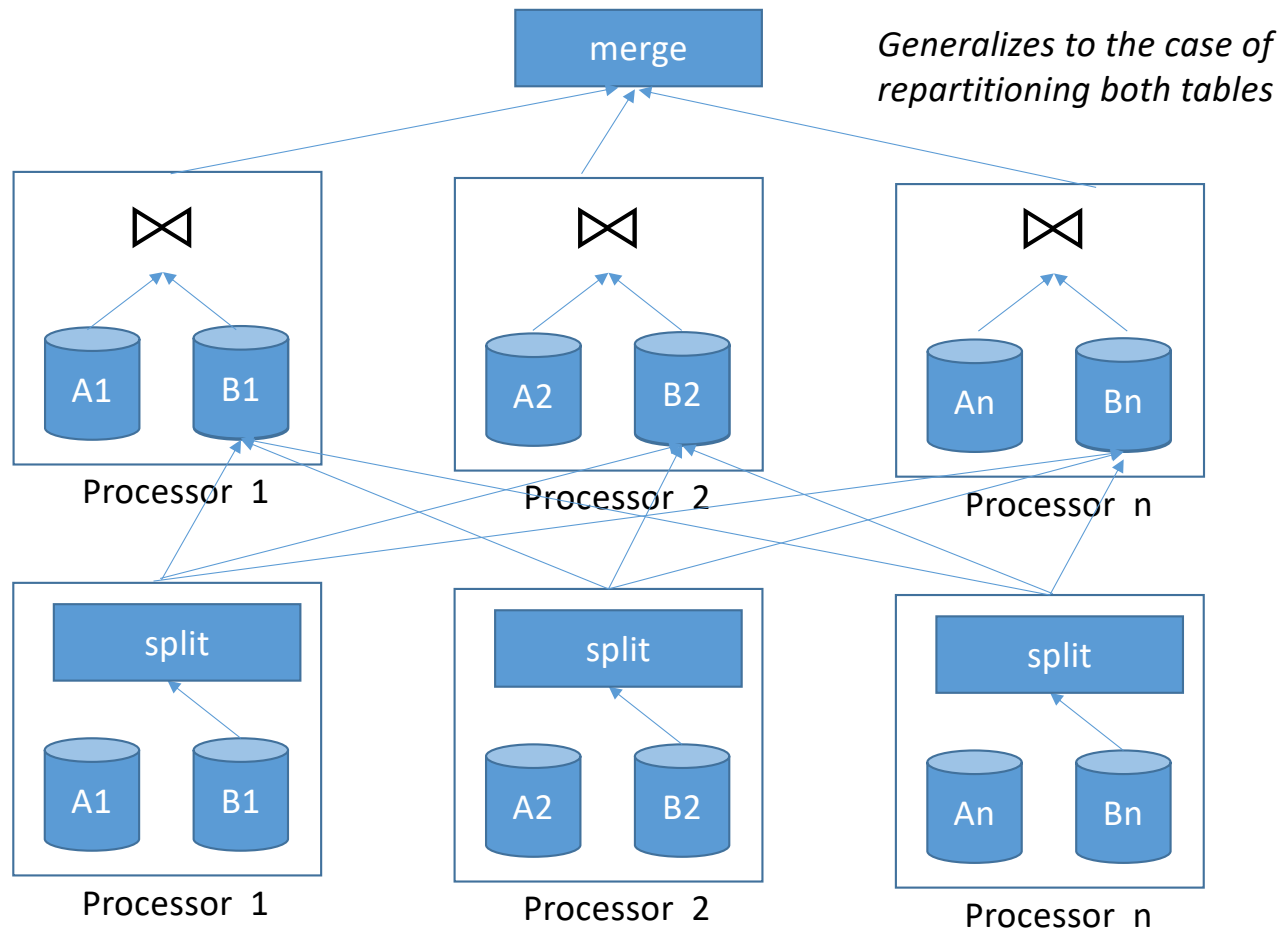 merge
Generalizes to the case of
repartitioning both tables
A1
B1
Processor 1
A2
B2
Processor 2
An
Bn
Processor n
split
A1
B1
Processor 1
split
A2
B2
Processor 2
split
An
Bn
Processor n